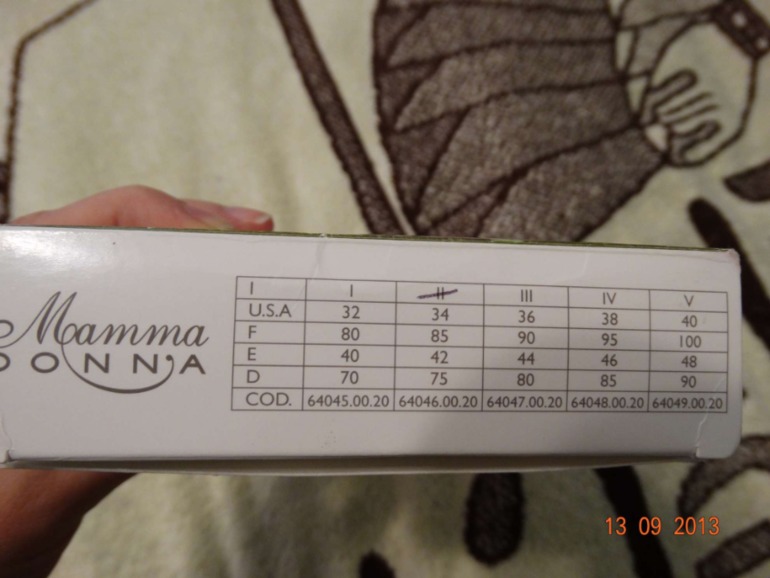 Mamma
DONNA
I I II III IV V
U.S.A 32 34 36 38 40
F 80 85 90 95 100
E 40 42 44 46 48
D 70 75 80 85 90
COD. 64045.00.20 64046.00.20 64047.00.20 64048.00.20 64049.00.20
13 09 2013